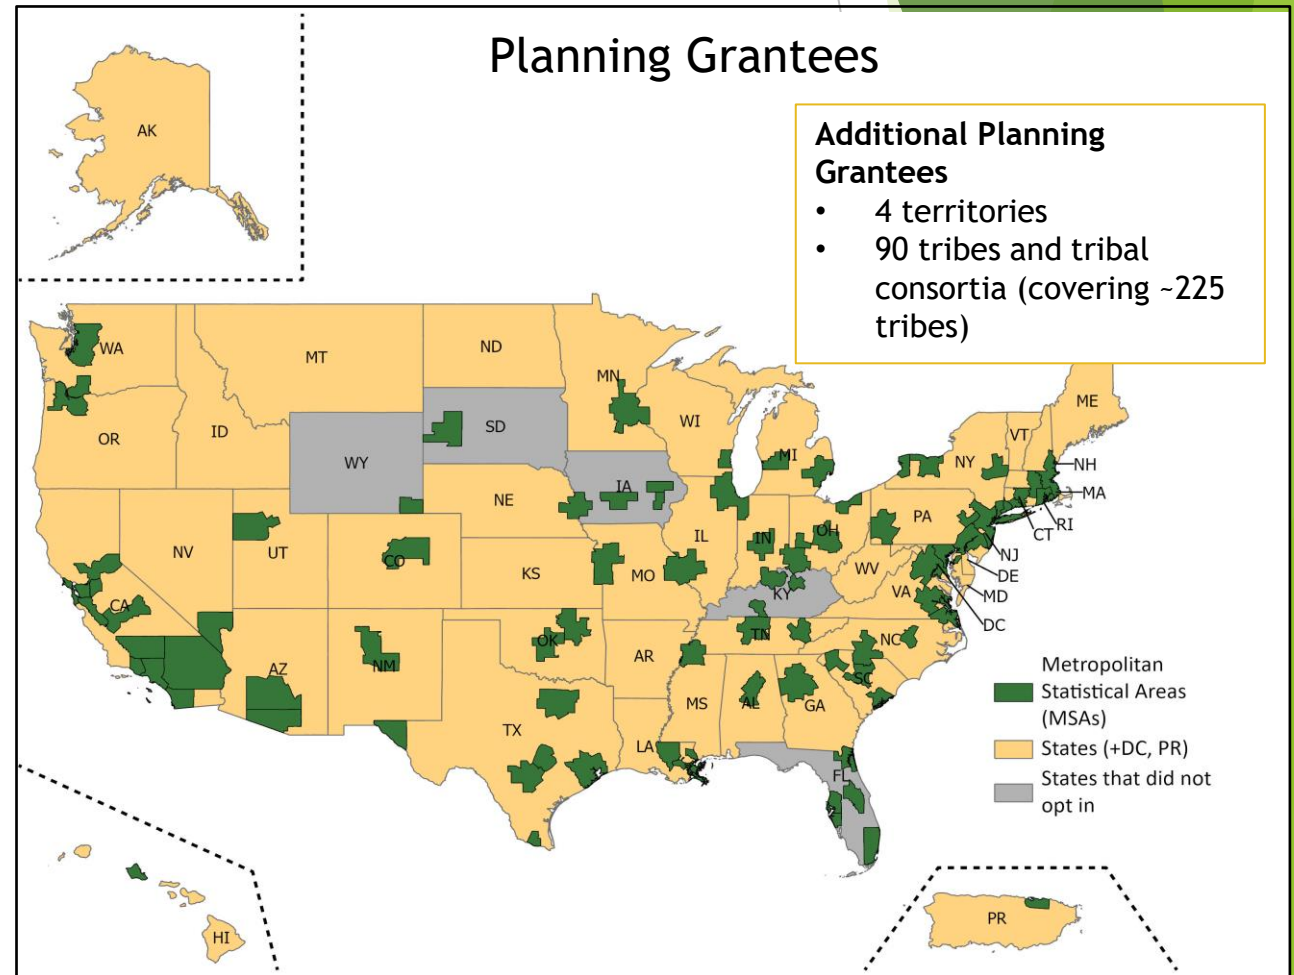 Planning Grantees
Additional Planning
Grantees
• 4 territories
• 90 tribes and tribal
consortia (covering ~225
tribes)
AK
WA
MT
ND
MN
OR
ID
WY
SD
WI
MI
NY
VT
ME
NH
MA
RI
CT
NV
UT
CO
NE
IA
IL
IN
OH
PA
NJ
DE
MD
DC
CA
KS
MO
KY
WV
VA
AZ
NM
OK
AR
TN
NC
SC
TX
LA
MS
AL
GA
FL
HI
PR
Metropolitan
Statistical Areas
(MSAs)
States (+DC, PR)
States that did not
opt in